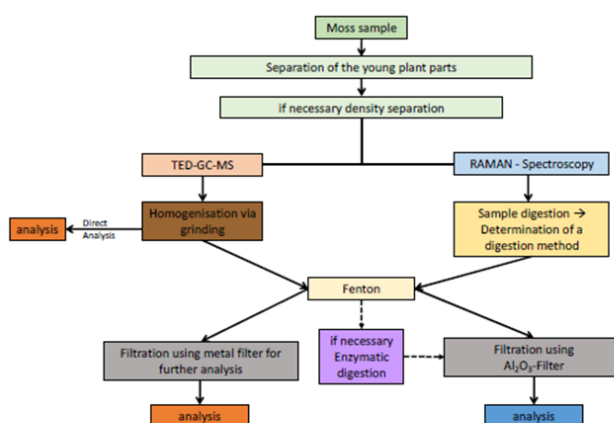 Moss sample
Separation of the young plant parts
if necessary density separation
TED-GC-MS
RAMAN - Spectroscopy
Homogenisation via
grinding
Sample digestion →
Determination of a
digestion method
analysis
Direct
Analysis
Fenton
Filtration using metal filter for
further analysis
if necessary
Enzymatic
digestion
Filtration using
Al₂O₃-Filter
analysis
analysis